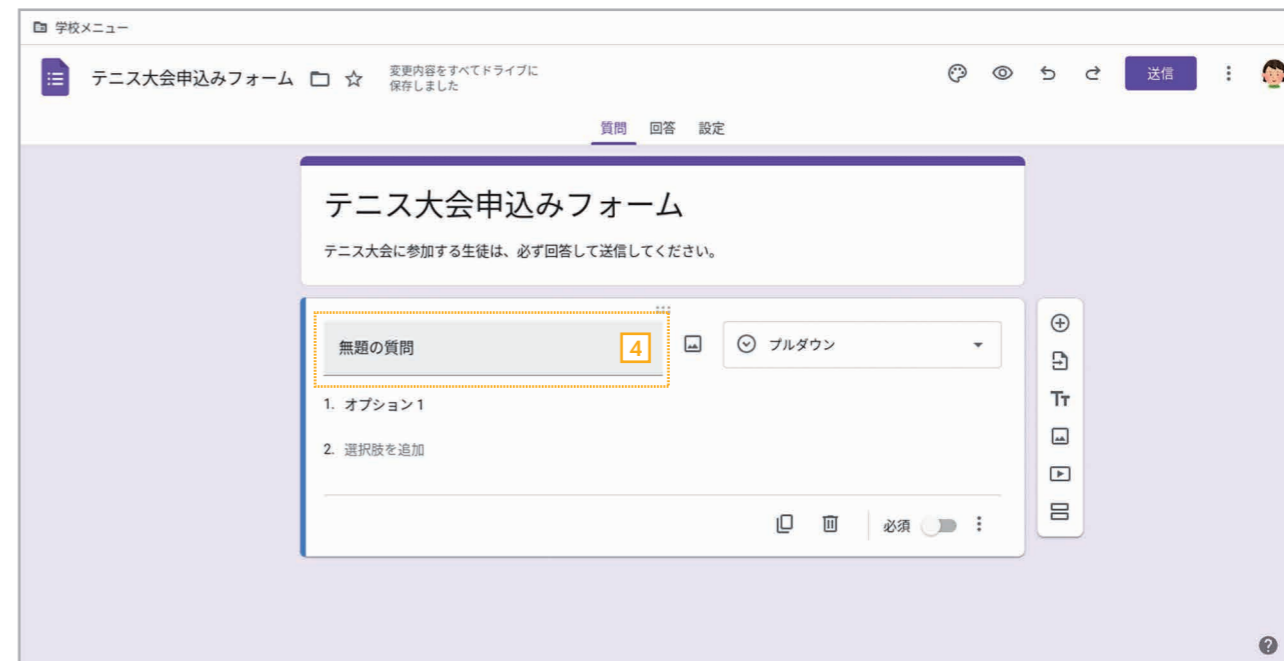 学校メニュー
テニス大会申込みフォーム
変更内容をすべてドライブに
保存しました
送信
質問 回答 設定
テニス大会申込みフォーム
テニス大会に参加する生徒は、必ず回答して送信してください。
無題の質問
4
プルダウン
1. オプション 1
2. 選択肢を追加
必須